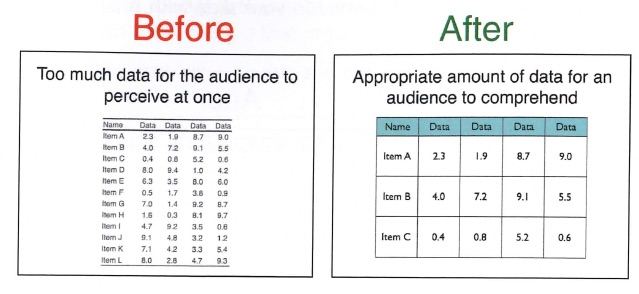 Before
Too much data for the audience to
perceive at once
Name Data Data Data Data
Item A 2.3 1.9 8.7 9.0
Item B 4.0 7.2 9.1 5.5
Item C 0.4 0.8 5.2 0.6
Item D 8.0 9.4 1.0 4.2
Item E 6.3 3.5 8.0 6.0
Item F 0.5 1.7 3.8 0.9
Item G 7.0 1.4 9.2 8.7
Item H 1.6 0.3 8.1 9.7
Item I 4.7 9.2 3.5 0.6
Item J 9.1 4.8 3.2 1.2
Item K 7.1 4.2 3.3 5.4
Item L 8.0 2.8 4.7 9.3
After
Appropriate amount of data for an
audience to comprehend
Name Data Data Data Data
Item A 2.3 1.9 8.7 9.0
Item B 4.0 7.2 9.1 5.5
Item C 0.4 0.8 5.2 0.6